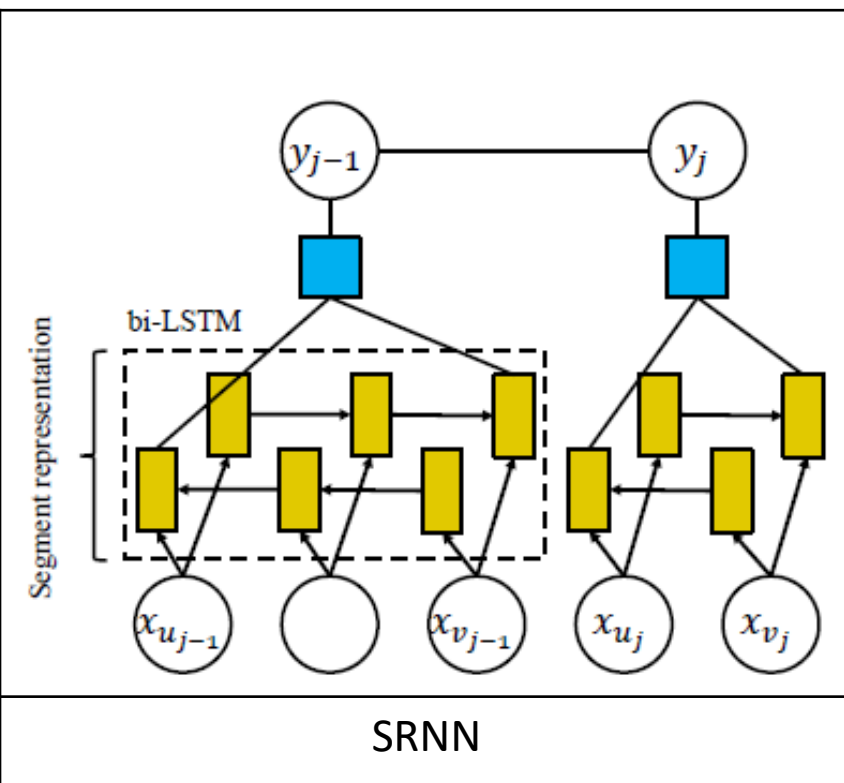 y_{j−1} y_j
bi-LSTM
Segment representation
x_{u_{j−1}} x_{v_{j−1}} x_{u_j} x_{v_j}
SRNN